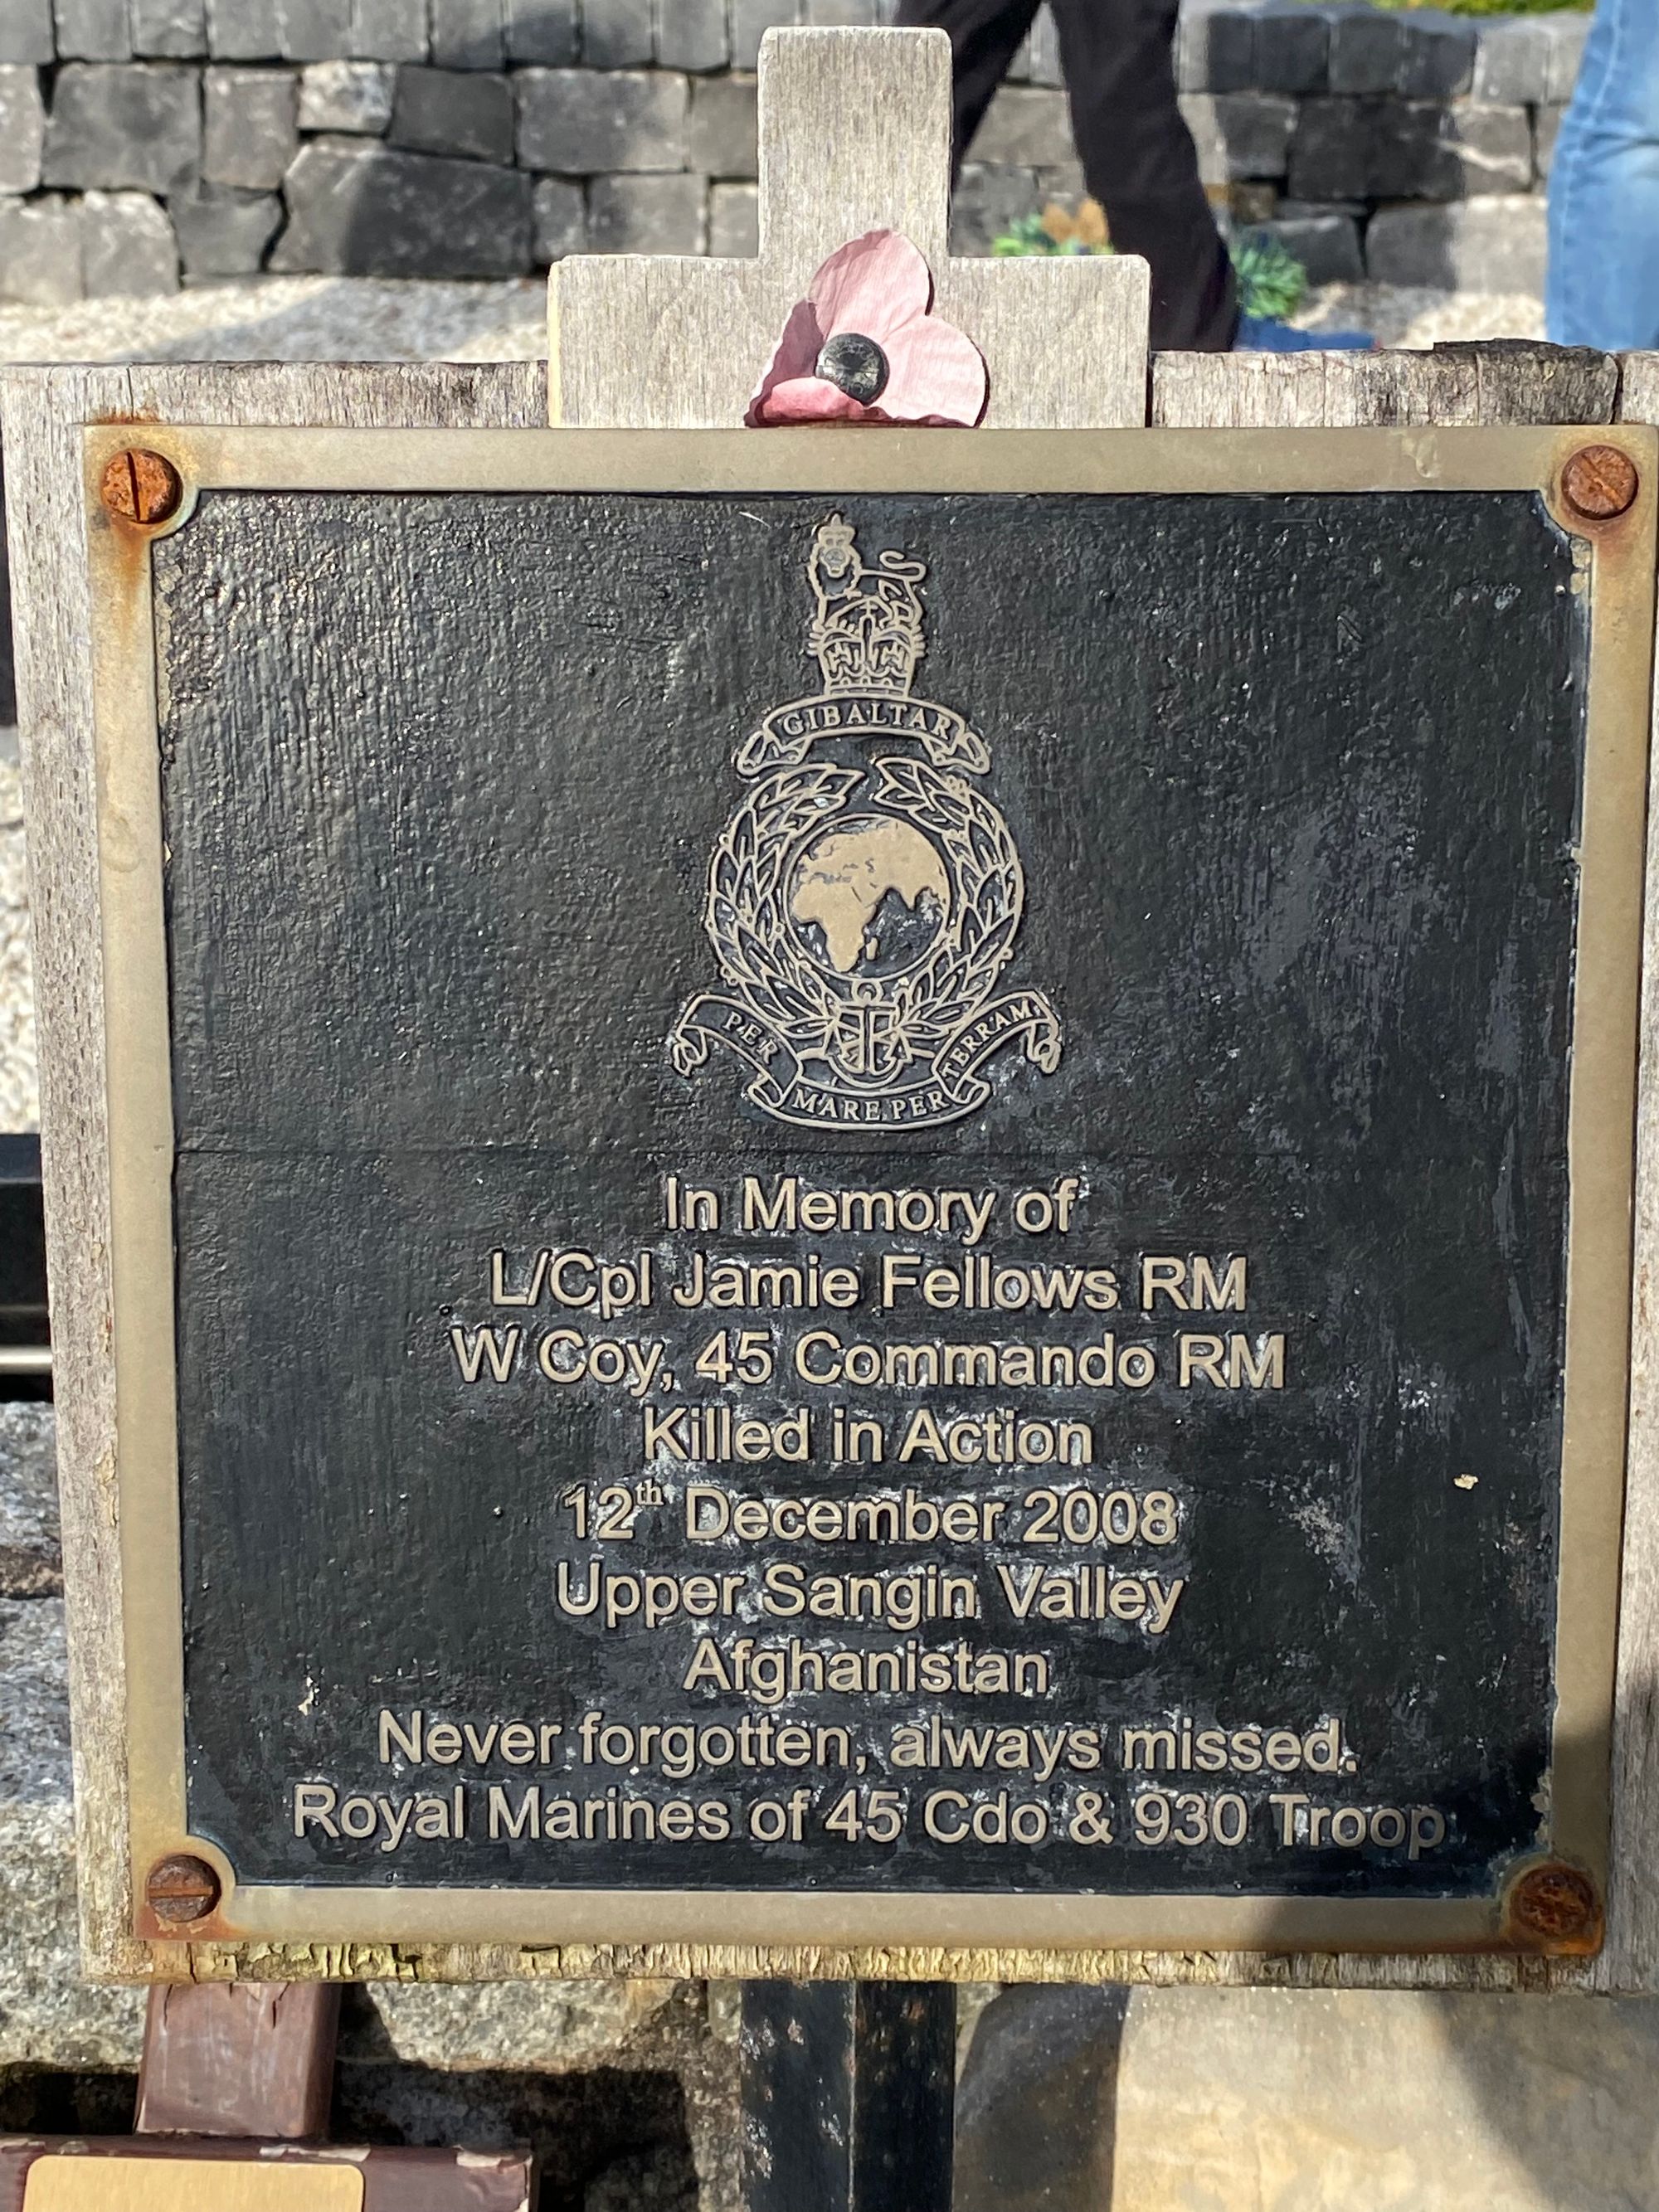 GIBALTAR
PER
MARE PER
TERRAM
In Memory of
L/Cpl Jamie Fellows RM
W Coy, 45 Commando RM
Killed in Action
12th December 2008
Upper Sangin Valley
Afghanistan
Never forgotten, always missed.
Royal Marines of 45 Cdo & 930 Troop